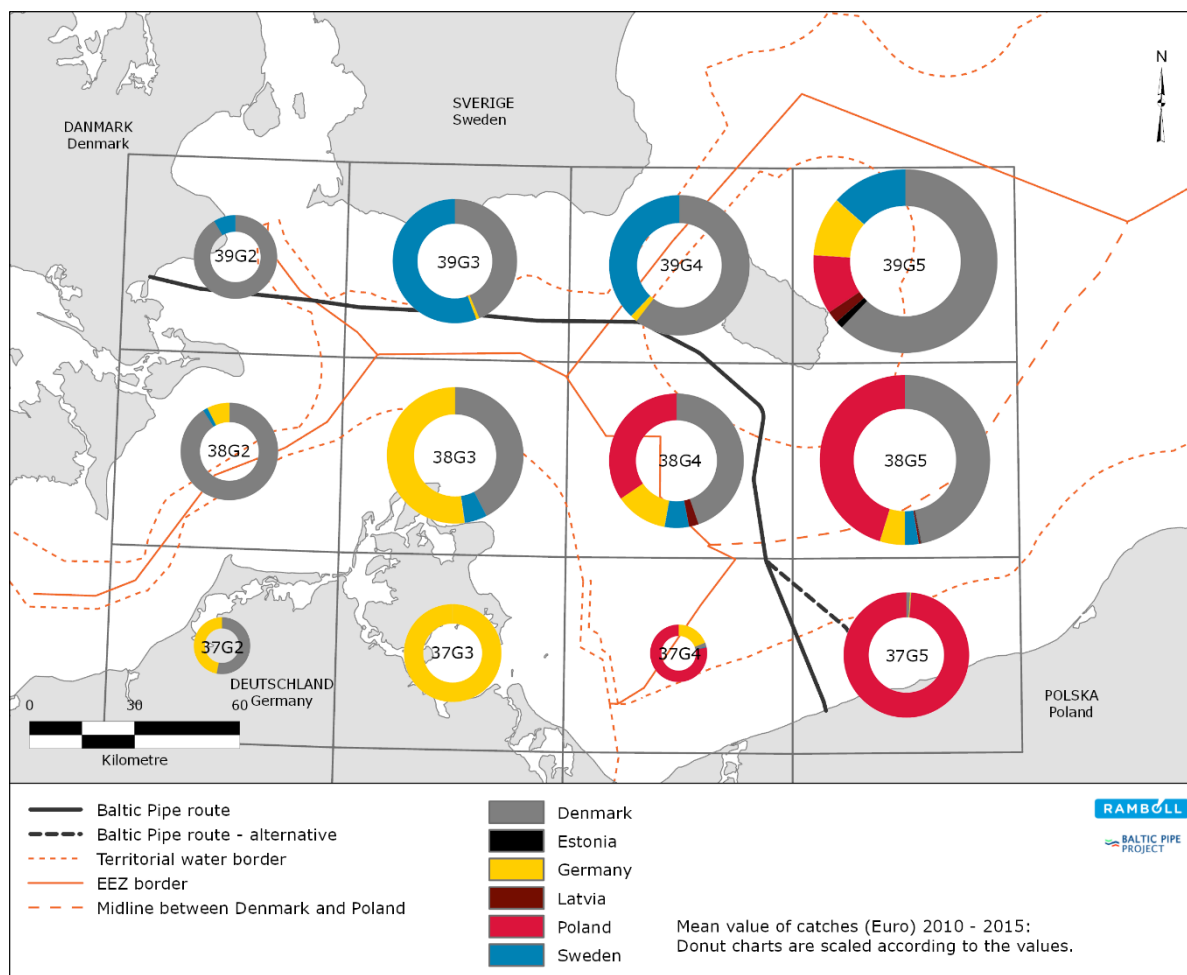 N
SVERIGE
Sweden
DANMARK
Denmark
39G2
39G3
39G4
39G5
38G2
38G3
38G4
38G5
37G2
37G3
37G4
37G5
DEUTSCHLAND
Germany
POLSKA
Poland
0 30 60
Kilometre
Baltic Pipe route
Baltic Pipe route - alternative
Territorial water border
EEZ border
Midline between Denmark and Poland
Denmark
Estonia
Germany
Latvia
Poland
Sweden
RAMBOLL
BALTIC PIPE
PROJECT
Mean value of catches (Euro) 2010 - 2015:
Donut charts are scaled according to the values.